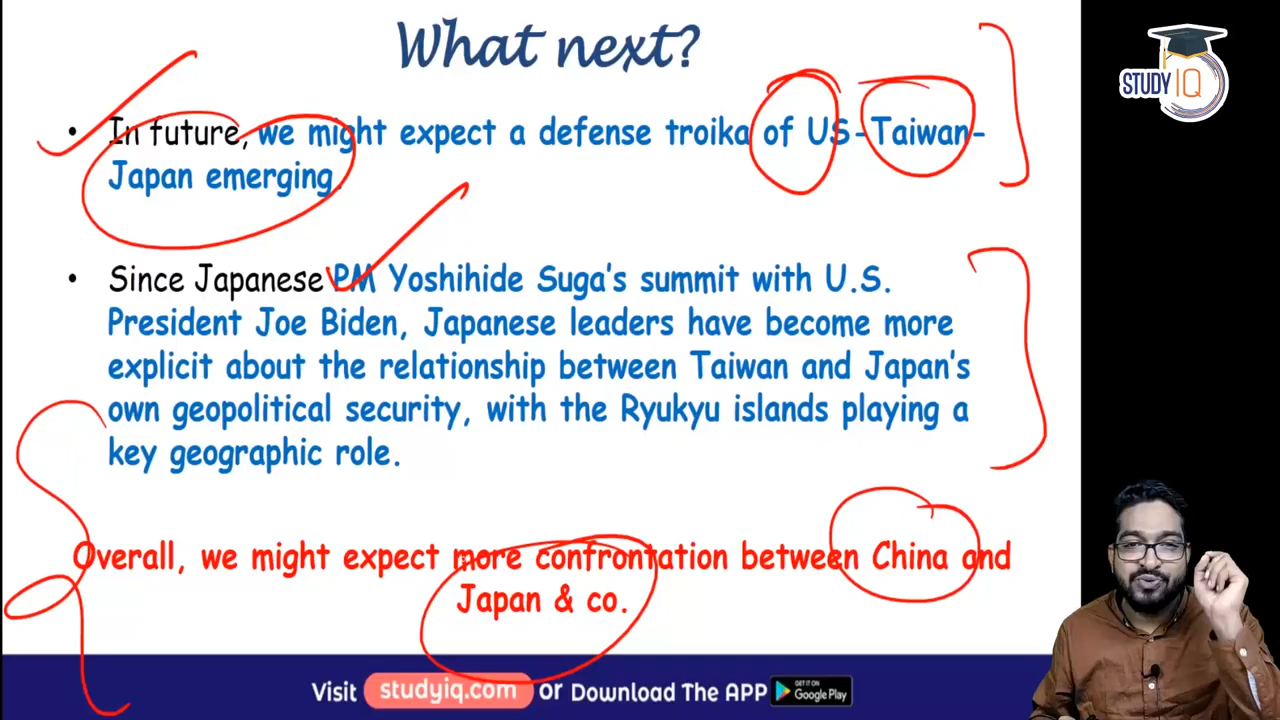 What next?
STUDY IQ
• In future, we might expect a defense troika of US-Taiwan-
Japan emerging.
• Since Japanese PM Yoshihide Suga's summit with U.S.
President Joe Biden, Japanese leaders have become more
explicit about the relationship between Taiwan and Japan's
own geopolitical security, with the Ryukyu islands playing a
key geographic role.
Overall, we might expect more confrontation between China and
Japan & co.
Visit studyiq.com or Download The APP GET IT ON Google Play